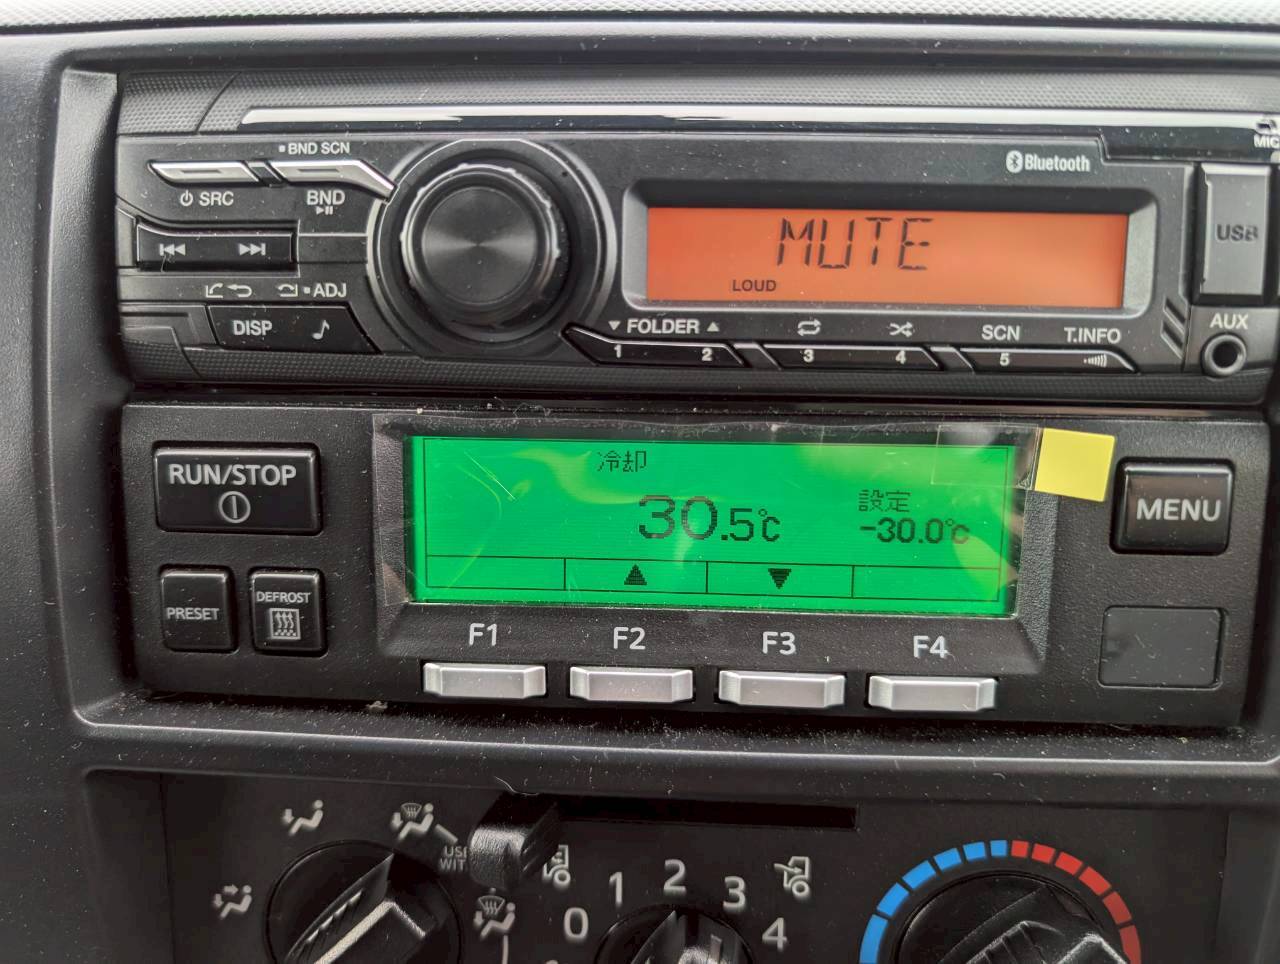 BND SCN
MIC
Bluetooth
SRC
BND
USB
MUTE
LOUD
ADJ
DISP
▼ FOLDER ▲
SCN
T.INFO
AUX
1
2
3
4
5
RUN/STOP
冷却
30.5℃
設定
-30.0℃
MENU
PRESET
DEFROST
▲
▼
F1
F2
F3
F4
0
1
2
3
4